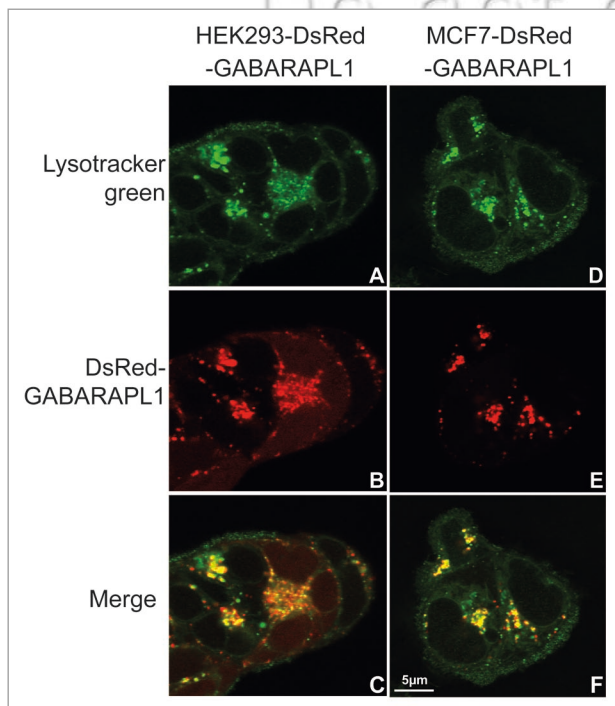 HEK293-DsRed
-GABARAPL1
MCF7-DsRed
-GABARAPL1
Lysotracker
green
A
D
DsRed-
GABARAPL1
B
E
Merge
C
5µm
F